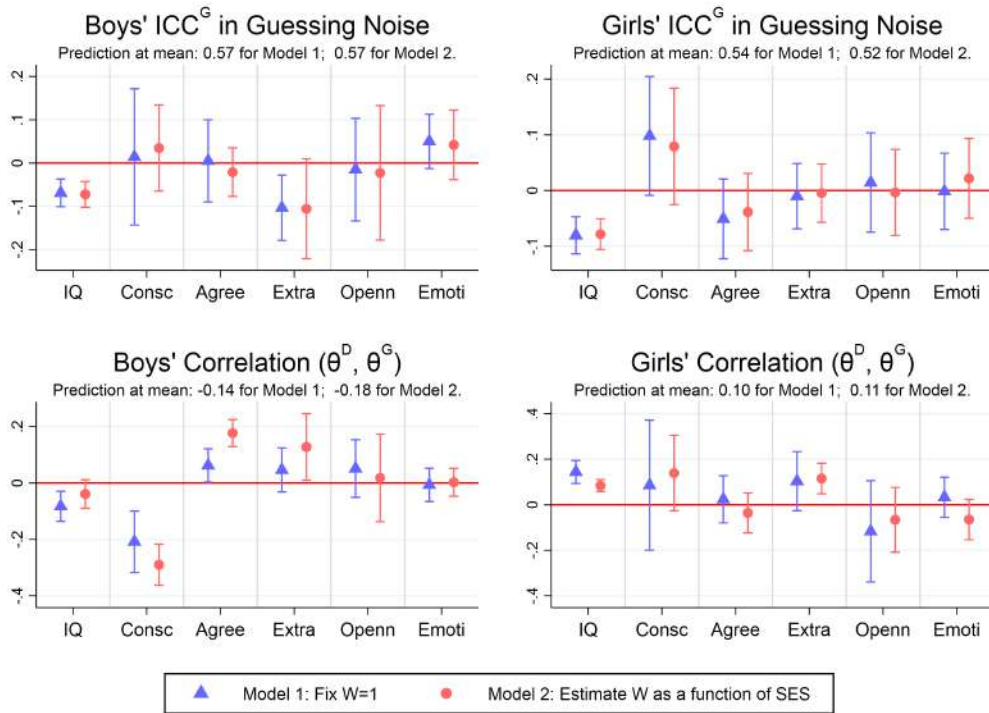 Boys' ICC^G in Guessing Noise
Prediction at mean: 0.57 for Model 1; 0.57 for Model 2.
.2
.1
0
-.1
-.2
IQ Consc Agree Extra Openn Emoti
Girls' ICC^G in Guessing Noise
Prediction at mean: 0.54 for Model 1; 0.52 for Model 2.
.2
.1
0
-.1
IQ Consc Agree Extra Openn Emoti
Boys' Correlation (θ^D, θ^G)
Prediction at mean: -0.14 for Model 1; -0.18 for Model 2.
.2
0
-.2
-.4
IQ Consc Agree Extra Openn Emoti
Girls' Correlation (θ^D, θ^G)
Prediction at mean: 0.10 for Model 1; 0.11 for Model 2.
.4
.2
0
-.2
-.4
IQ Consc Agree Extra Openn Emoti
Model 1: Fix W=1 Model 2: Estimate W as a function of SES